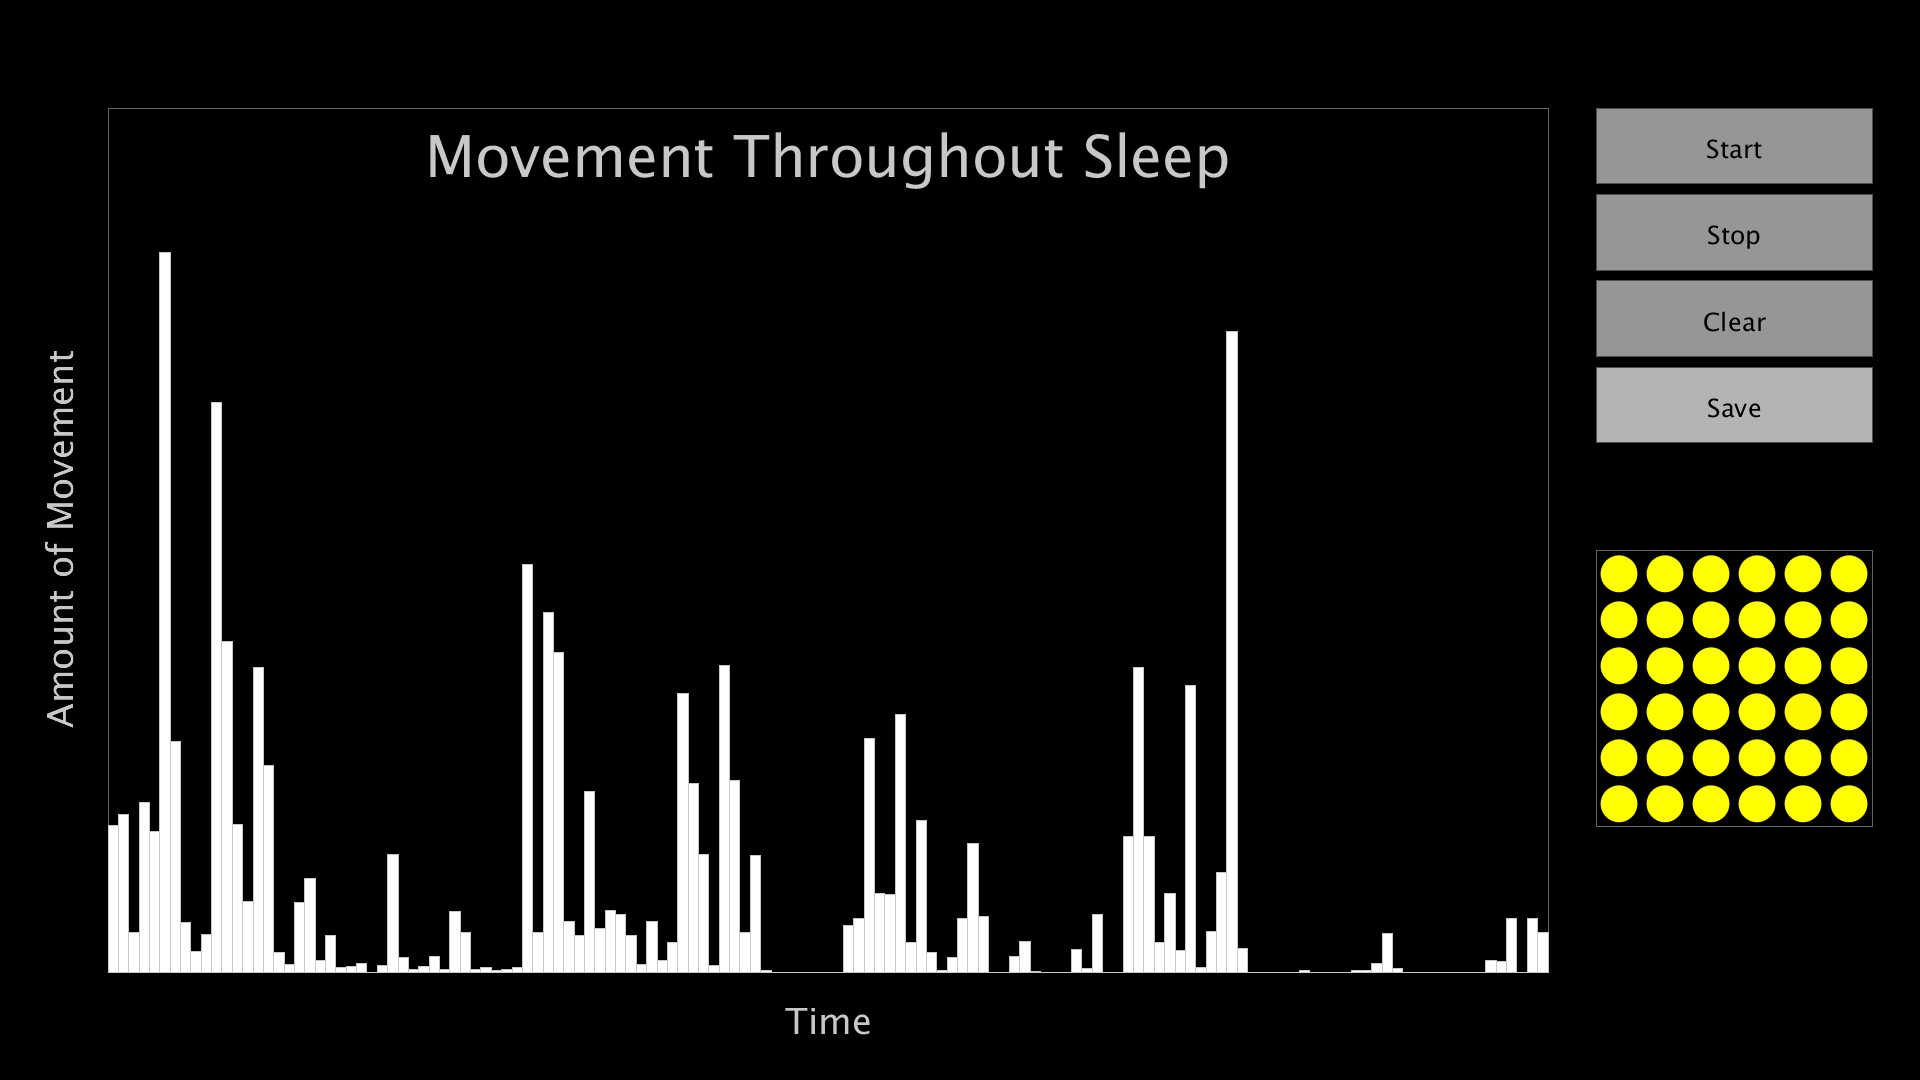 Movement Throughout Sleep
Amount of Movement
Time
Start
Stop
Clear
Save